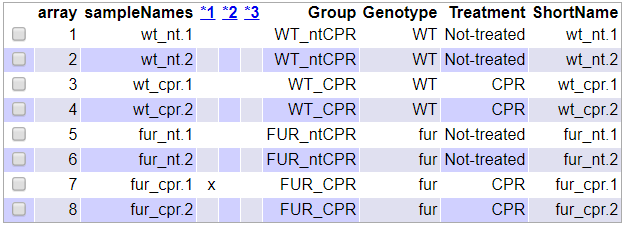 array sampleNames *1 *2 *3 Group Genotype Treatment ShortName
1 wt_nt.1 WT_ntCPR WT Not-treated wt_nt.1
2 wt_nt.2 WT_ntCPR WT Not-treated wt_nt.2
3 wt_cpr.1 WT_CPR WT CPR wt_cpr.1
4 wt_cpr.2 WT_CPR WT CPR wt_cpr.2
5 fur_nt.1 FUR_ntCPR fur Not-treated fur_nt.1
6 fur_nt.2 FUR_ntCPR fur Not-treated fur_nt.2
7 fur_cpr.1 x FUR_CPR fur CPR fur_cpr.1
8 fur_cpr.2 FUR_CPR fur CPR fur_cpr.2